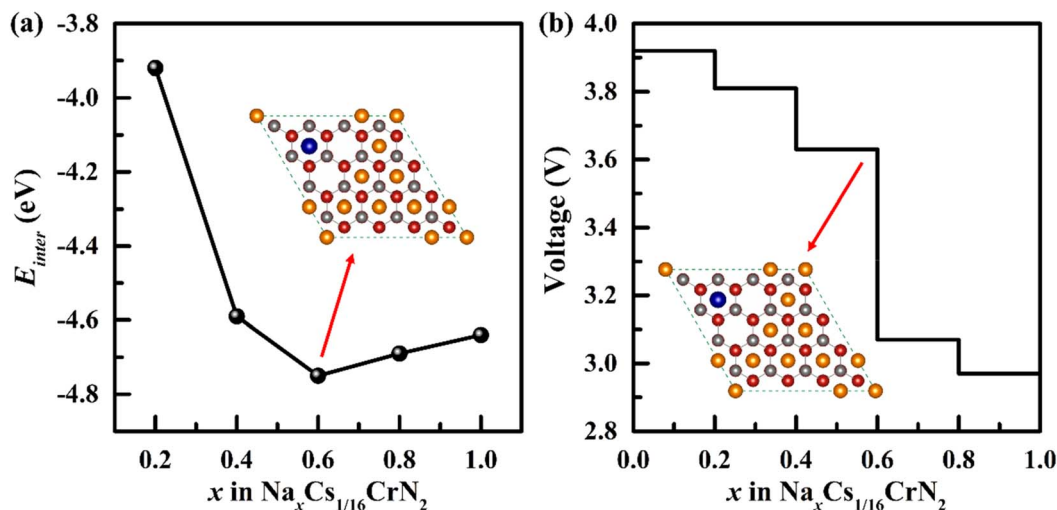 (a)
-3.8
-4.0
-4.2
-4.4
-4.6
-4.8
E_inter (eV)
0.2 0.4 0.6 0.8 1.0
x in Na_xCs_1/16CrN_2
(b)
4.0
3.8
3.6
3.4
3.2
3.0
2.8
Voltage (V)
0.0 0.2 0.4 0.6 0.8 1.0
x in Na_xCs_1/16CrN_2